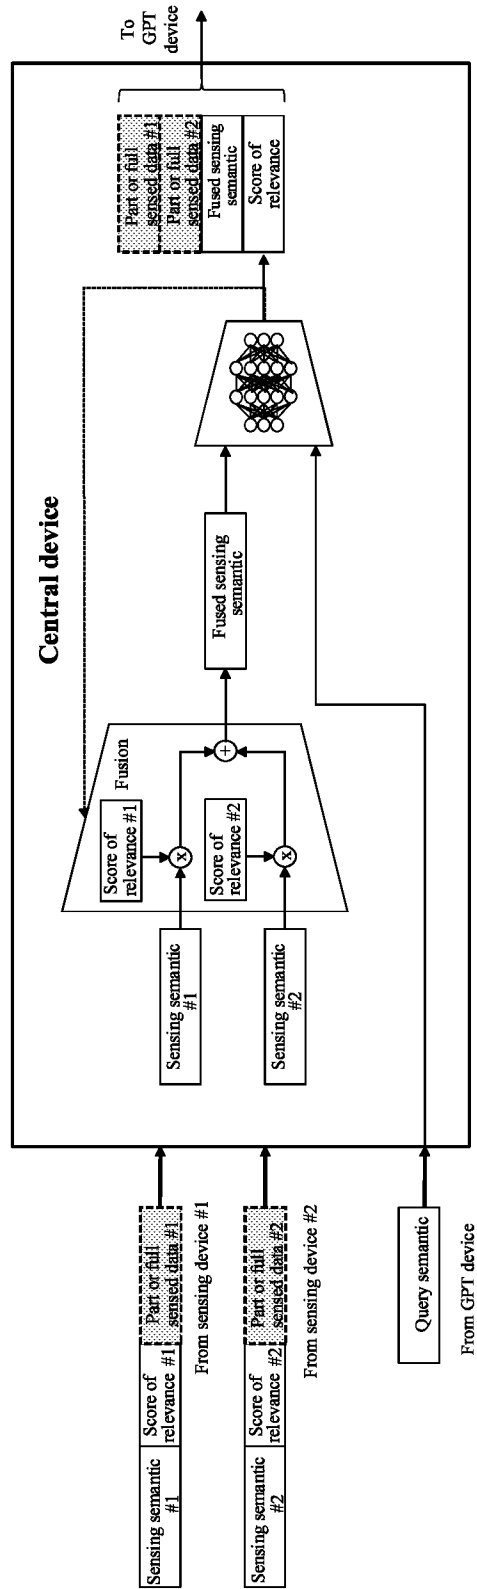 Central device
Sensing semantic
#1
Score of
relevance #1
Part or full
sensed data #1
From sensing device #1
Sensing semantic
#2
Score of
relevance #2
Part or full
sensed data #2
From sensing device #2
Query semantic
From GPT device
Sensing semantic
#1
Sensing semantic
#2
Score of
relevance #1
x
Score of
relevance #2
x
Fusion
+
Fused sensing
semantic
Part or full
sensed data #1
Part or full
sensed data #2
Fused sensing
semantic
Score of
relevance
To
GPT
device